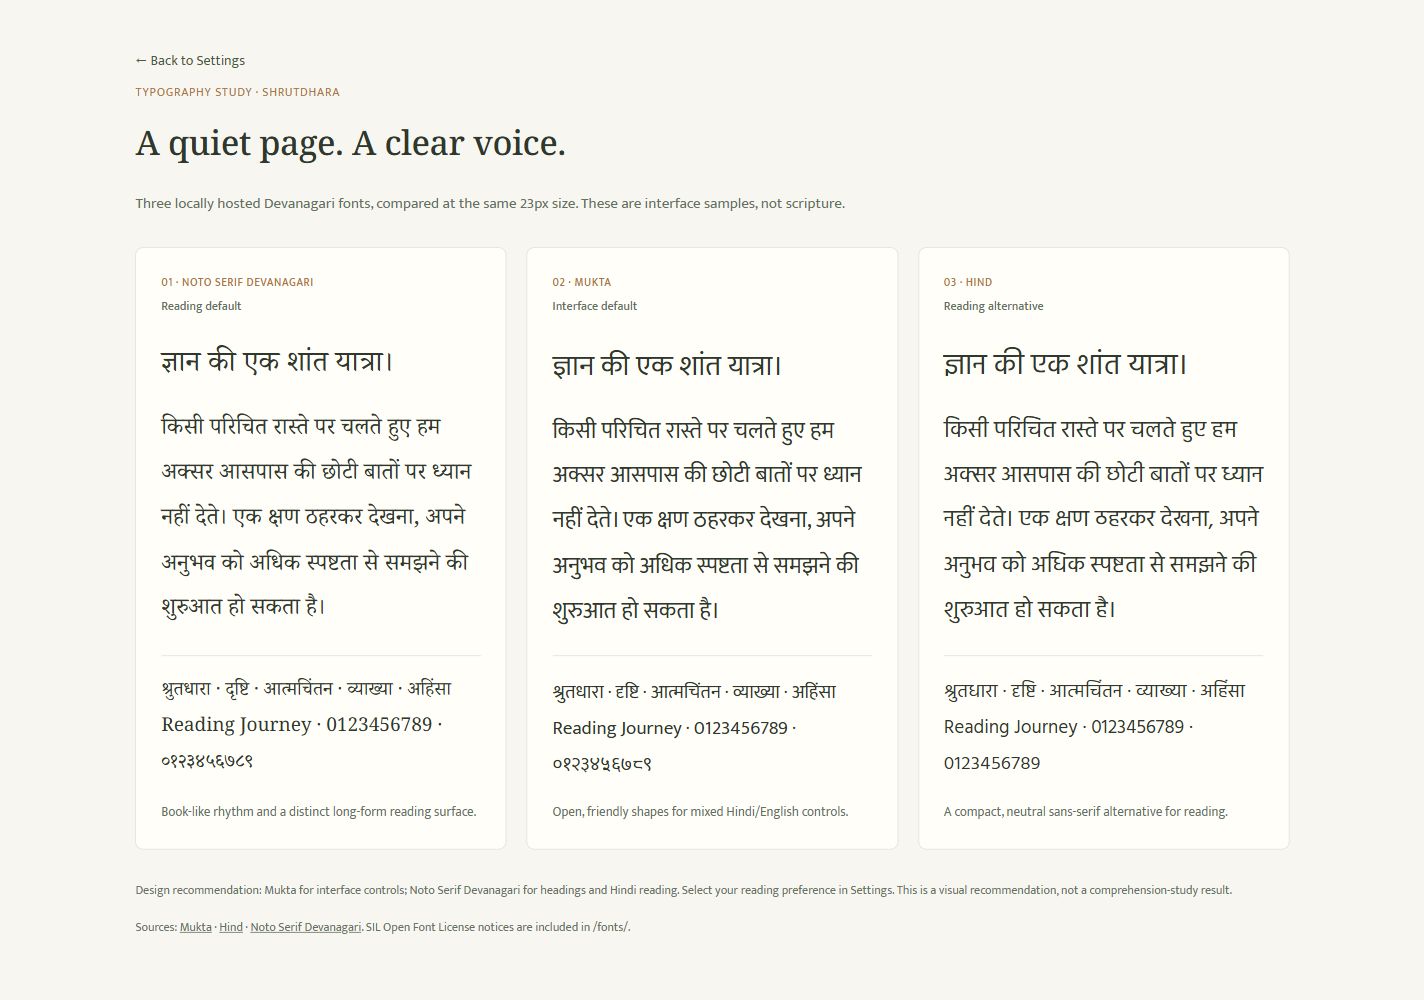 ← Back to Settings
TYPOGRAPHY STUDY · SHRUTDHARA
A quiet page. A clear voice.
Three locally hosted Devanagari fonts, compared at the same 23px size. These are interface samples, not scripture.
01 · NOTO SERIF DEVANAGARI
Reading default
ज्ञान की एक शांत यात्रा।
किसी परिचित रास्ते पर चलते हुए हम
अक्सर आसपास की छोटी बातों पर ध्यान
नहीं देते। एक क्षण ठहरकर देखना, अपने
अनुभव को अधिक स्पष्टता से समझने की
शुरुआत हो सकता है।
श्रुतधारा · दृष्टि · आत्मचिंतन · व्याख्या · अहिंसा
Reading Journey · 0123456789 ·
०१२३४५६७८९
Book-like rhythm and a distinct long-form reading surface.
02 · MUKTA
Interface default
ज्ञान की एक शांत यात्रा।
किसी परिचित रास्ते पर चलते हुए हम
अक्सर आसपास की छोटी बातों पर ध्यान
नहीं देते। एक क्षण ठहरकर देखना, अपने
अनुभव को अधिक स्पष्टता से समझने की
शुरुआत हो सकता है।
श्रुतधारा · दृष्टि · आत्मचिंतन · व्याख्या · अहिंसा
Reading Journey · 0123456789 ·
०१२३४५६७८९
Open, friendly shapes for mixed Hindi/English controls.
03 · HIND
Reading alternative
ज्ञान की एक शांत यात्रा।
किसी परिचित रास्ते पर चलते हुए हम
अक्सर आसपास की छोटी बातों पर ध्यान
नहीं देते। एक क्षण ठहरकर देखना, अपने
अनुभव को अधिक स्पष्टता से समझने की
शुरुआत हो सकता है।
श्रुतधारा · दृष्टि · आत्मचिंतन · व्याख्या · अहिंसा
Reading Journey · 0123456789 ·
0123456789
A compact, neutral sans-serif alternative for reading.
Design recommendation: Mukta for interface controls; Noto Serif Devanagari for headings and Hindi reading. Select your reading preference in Settings. This is a visual recommendation, not a comprehension-study result.
Sources: Mukta · Hind · Noto Serif Devanagari. SIL Open Font License notices are included in /fonts/.